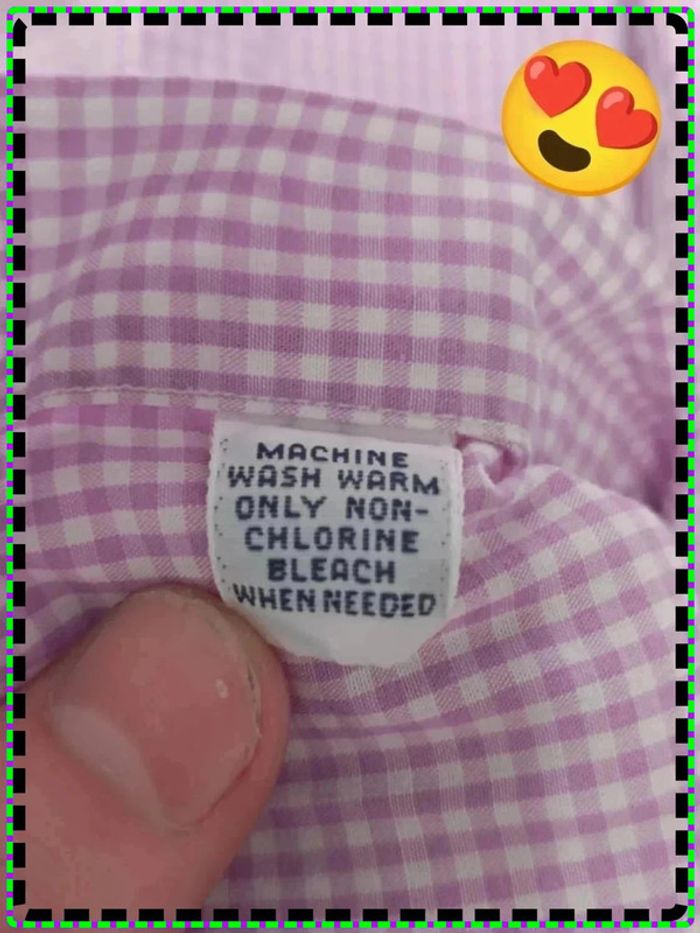 MACHINE
WASH WARM
ONLY NON-
CHLORINE
BLEACH
WHEN NEEDED